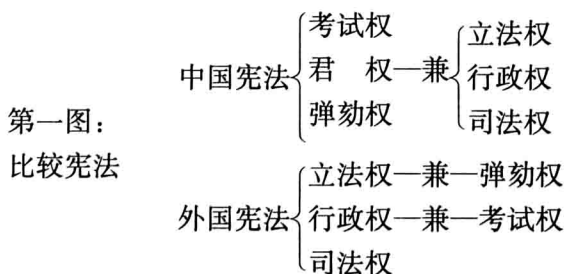 第一图：
比较宪法
中国宪法
考试权
君 权—兼
弹劾权
立法权
行政权
司法权
外国宪法
立法权—兼—弹劾权
行政权—兼—考试权
司法权